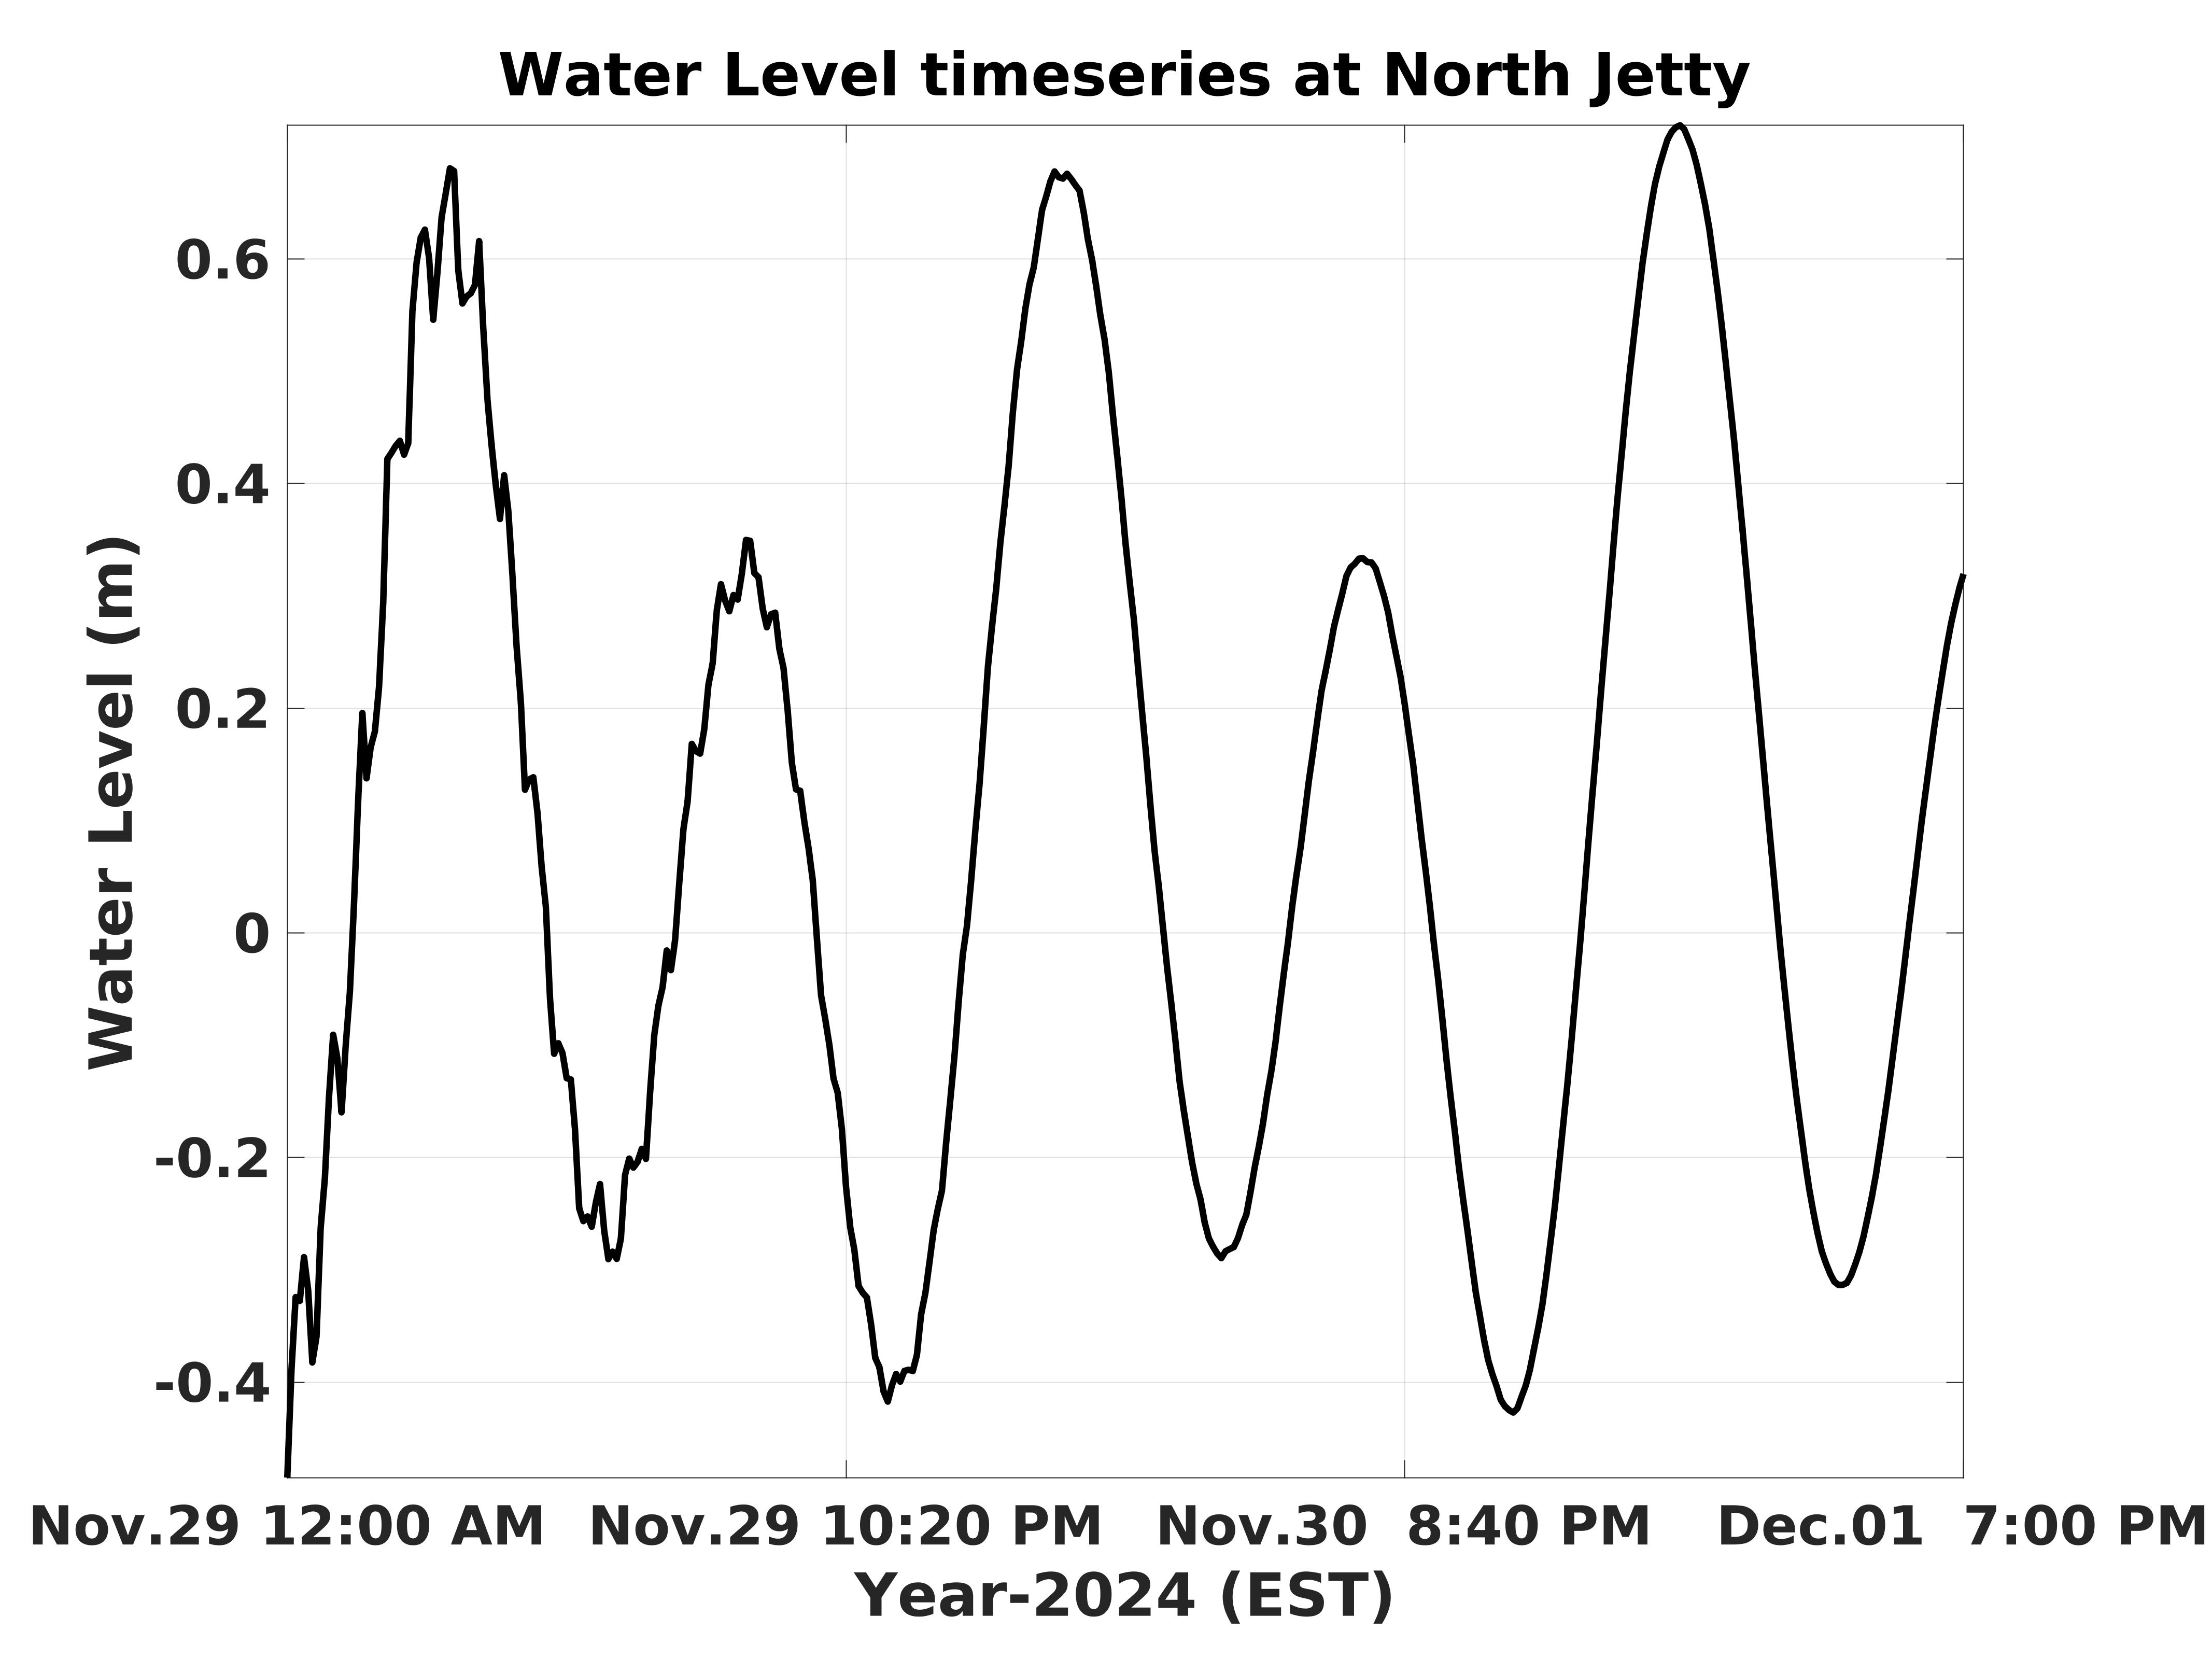 Water Level timeseries at North Jetty
Water Level (m)
0.6
0.4
0.2
0
-0.2
-0.4
Nov.29 12:00 AM Nov.29 10:20 PM Nov.30 8:40 PM Dec.01 7:00 PM
Year-2024 (EST)